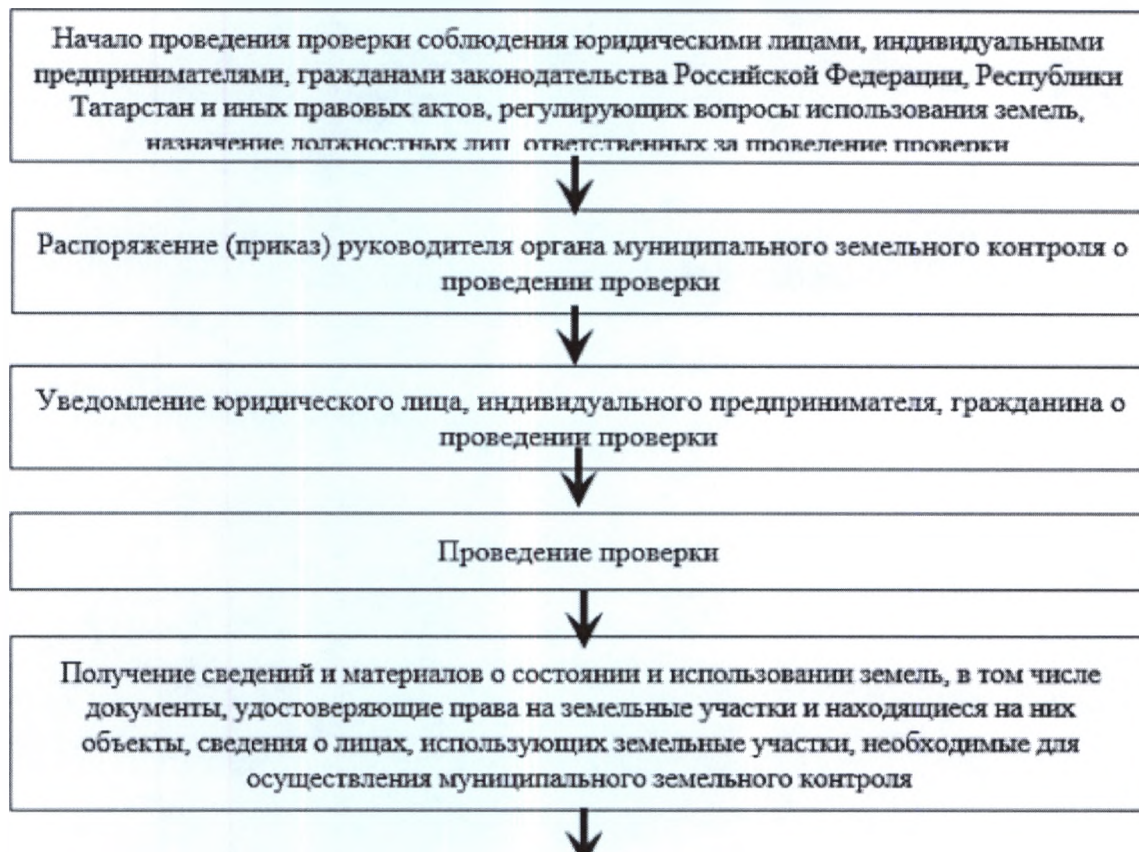 Начало проведения проверки соблюдения юридическими лицами, индивидуальными
предпринимателями, гражданами законодательства Российской Федерации, Республики
Татарстан и иных правовых актов, регулирующих вопросы использования земель,
назначение должностных лиц, ответственных за проведение проверки
Распоряжение (приказ) руководителя органа муниципального земельного контроля о
проведении проверки
Уведомление юридического лица, индивидуального предпринимателя, гражданина о
проведении проверки
Проведение проверки
Получение сведений и материалов о состоянии и использовании земель, в том числе
документы, удостоверяющие права на земельные участки и находящиеся на них
объекты, сведения о лицах, использующих земельные участки, необходимые для
осуществления муниципального земельного контроля